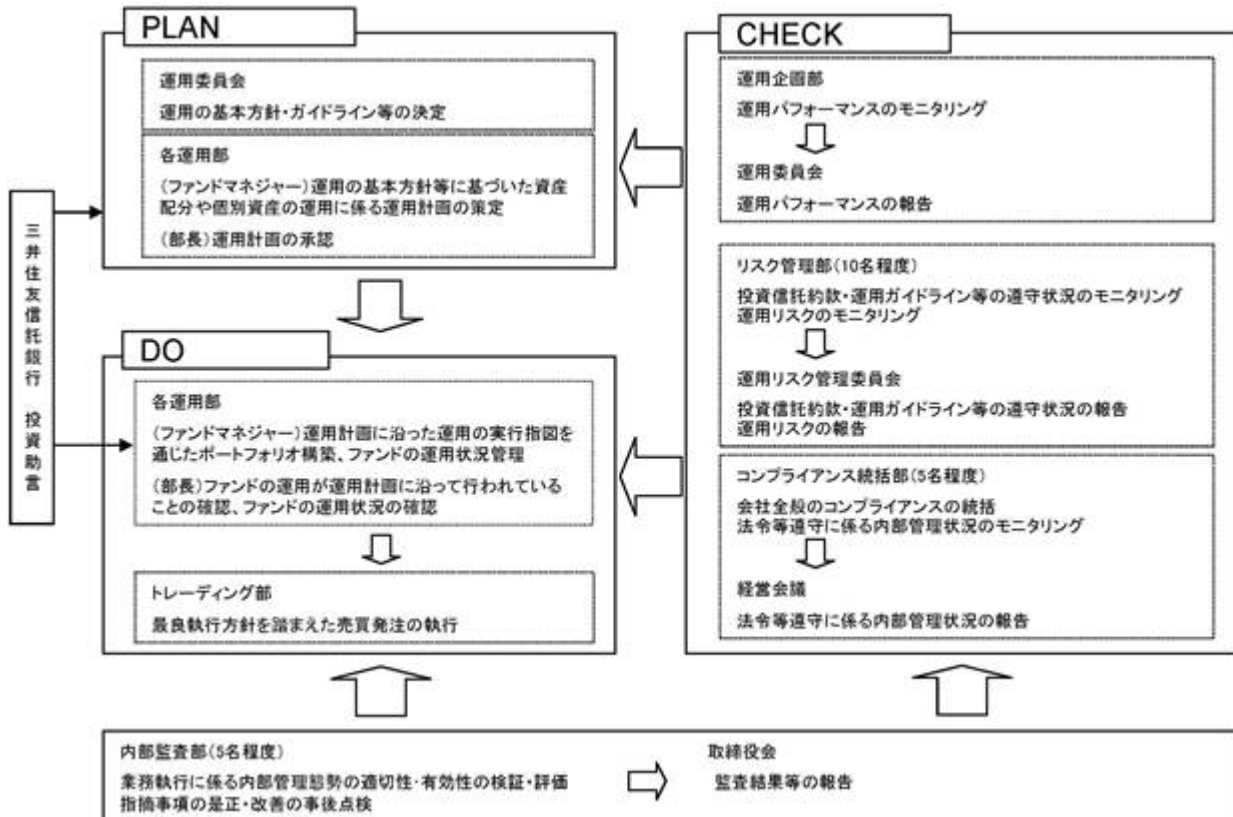 PLAN
運用委員会
運用の基本方針・ガイドライン等の決定
各運用部
(ファンドマネジャー)運用の基本方針等に基づいた資産
配分や個別資産の運用に係る運用計画の策定
(部長)運用計画の承認
三井住友信託銀行 投資助言
DO
各運用部
(ファンドマネジャー)運用計画に沿った運用の実行指図を
通じたポートフォリオ構築、ファンドの運用状況管理
(部長)ファンドの運用が運用計画に沿って行われている
ことの確認、ファンドの運用状況の確認
トレーディング部
最良執行方針を踏まえた売買発注の執行
CHECK
運用企画部
運用パフォーマンスのモニタリング
運用委員会
運用パフォーマンスの報告
リスク管理部(10名程度)
投資信託約款・運用ガイドライン等の遵守状況のモニタリング
運用リスクのモニタリング
運用リスク管理委員会
投資信託約款・運用ガイドライン等の遵守状況の報告
運用リスクの報告
コンプライアンス統括部(5名程度)
会社全般のコンプライアンスの統括
法令等遵守に係る内部管理状況のモニタリング
経営会議
法令等遵守に係る内部管理状況の報告
内部監査部(5名程度)
業務執行に係る内部管理態勢の適切性・有効性の検証・評価
指摘事項の是正・改善の事後点検
取締役会
監査結果等の報告